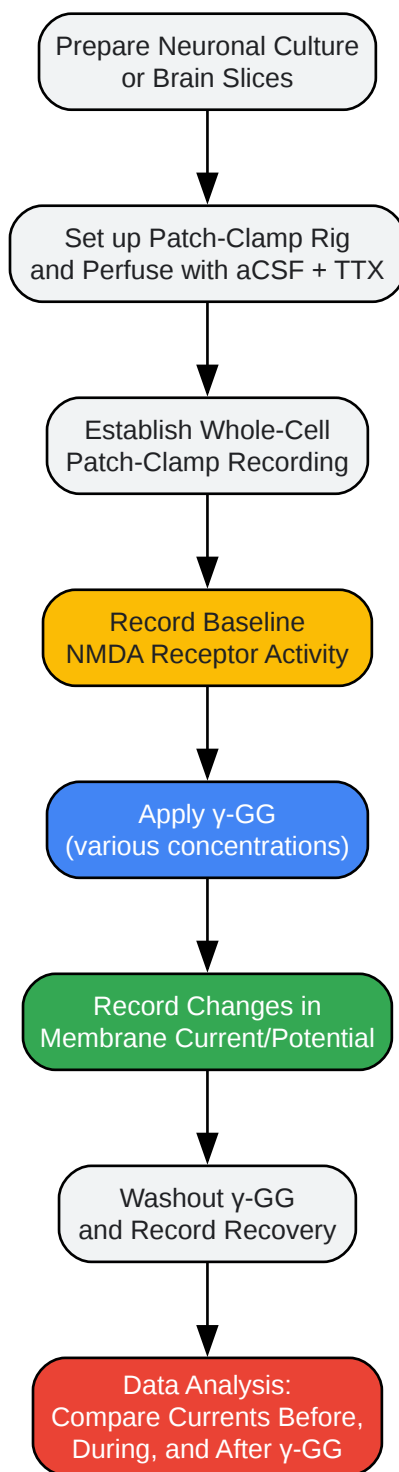 Prepare Neuronal Culture
or Brain Slices
Set up Patch-Clamp Rig
and Perfuse with aCSF + TTX
Establish Whole-Cell
Patch-Clamp Recording
Record Baseline
NMDA Receptor Activity
Apply γ-GG
(various concentrations)
Record Changes in
Membrane Current/Potential
Washout γ-GG
and Record Recovery
Data Analysis:
Compare Currents Before,
During, and After γ-GG